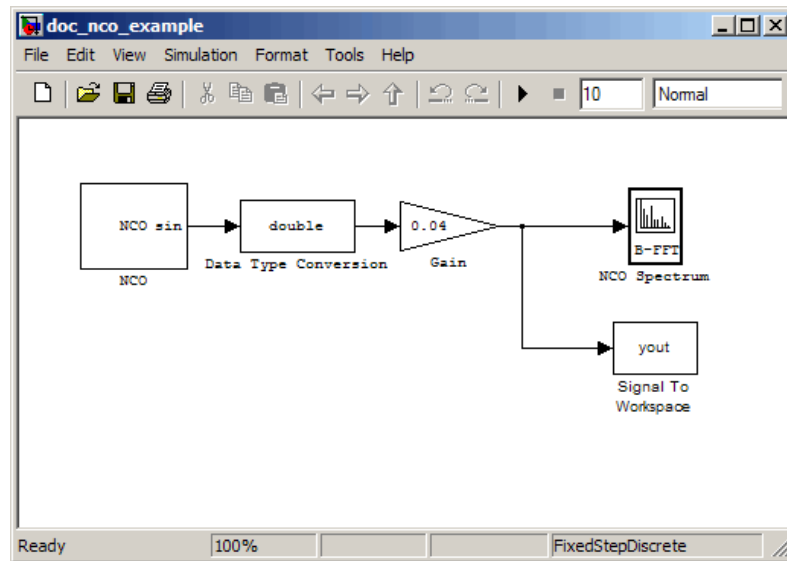 doc_nco_example
File Edit View Simulation Format Tools Help
10 Normal
NCO sin
NCO
double
Data Type Conversion
0.04
Gain
B-FFT
NCO Spectrum
yout
Signal To
Workspace
Ready 100% FixedStepDiscrete